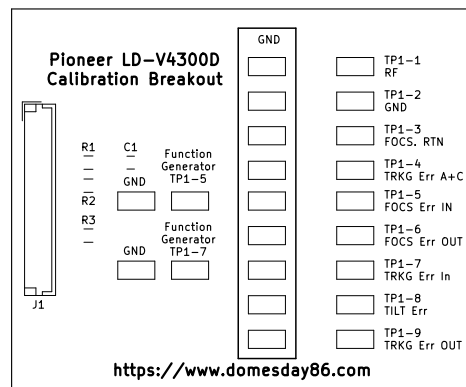 Pioneer LD-V4300D
Calibration Breakout
GND
TP1-1
RF
TP1-2
GND
TP1-3
FOCS. RTN
TP1-4
TRKG Err A+C
TP1-5
FOCS Err IN
TP1-6
FOCS Err OUT
TP1-7
TRKG Err In
TP1-8
TILT Err
TP1-9
TRKG Err OUT
R1
C1
Function
Generator
TP1-5
GND
R2
R3
Function
Generator
TP1-7
GND
J1
https://www.domesday86.com